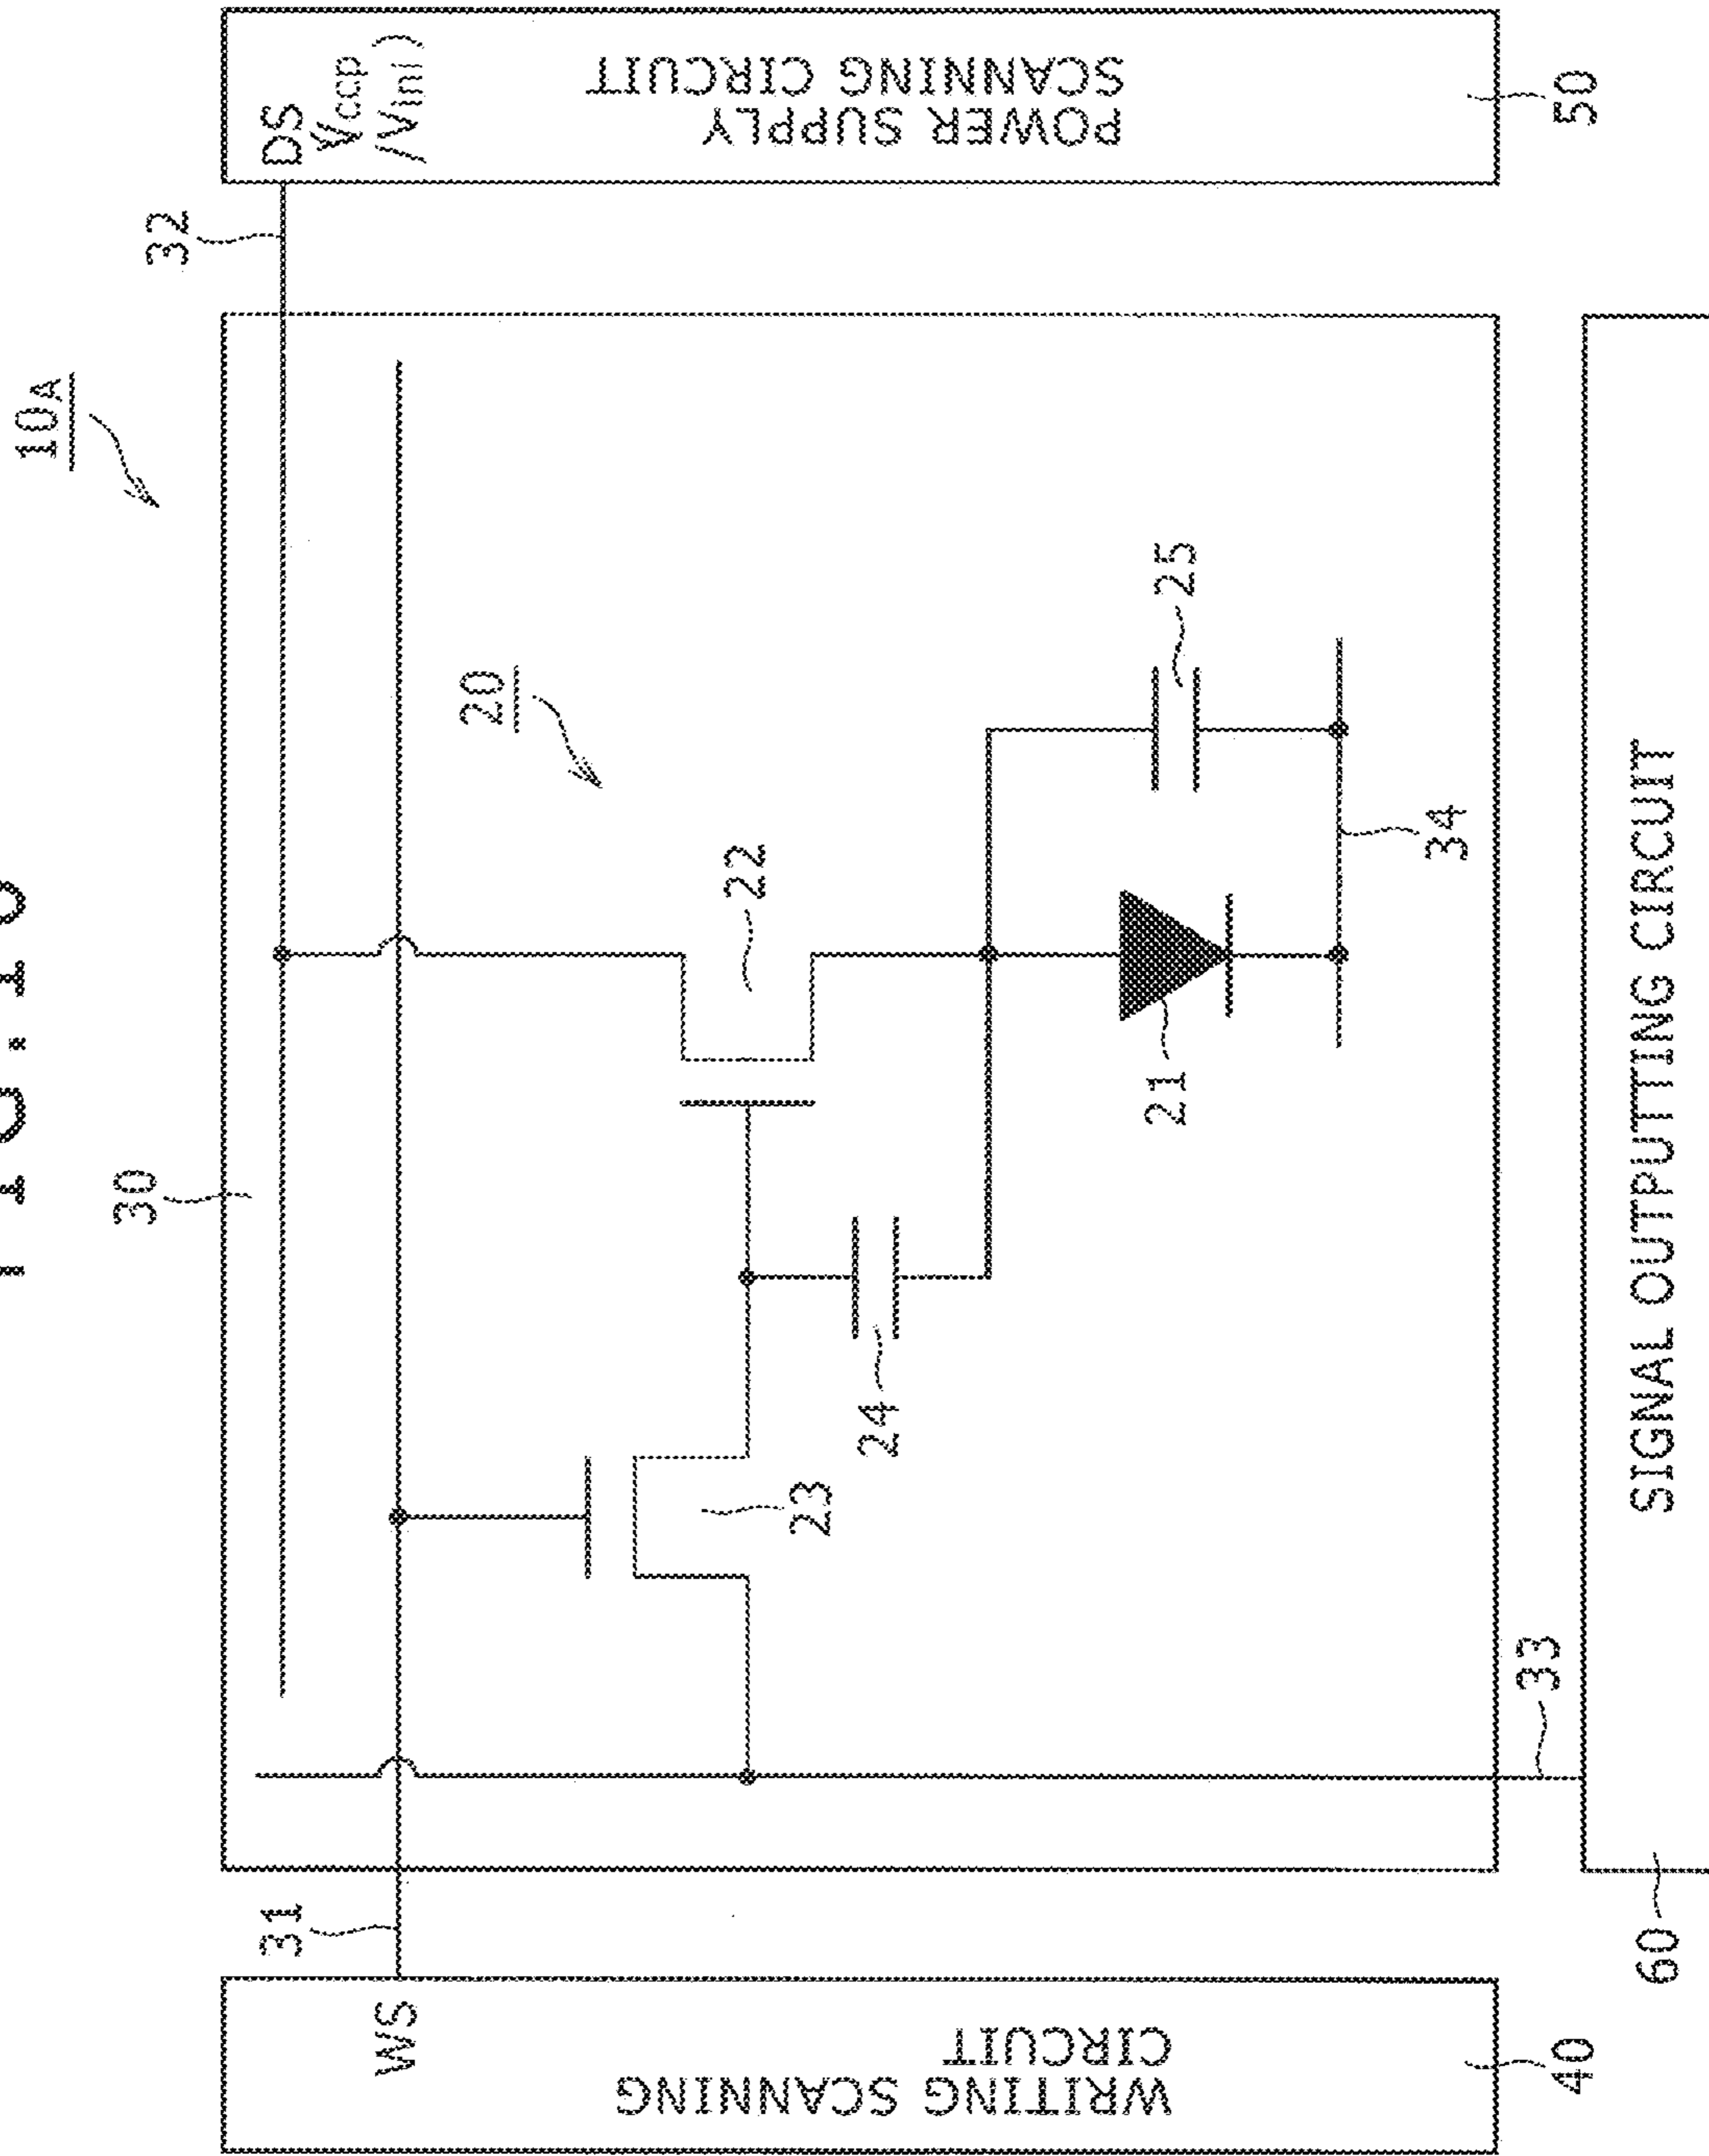 10A
30
32
31
DS
(Vccp
/Vini)
WS
20
22
23
24
25
21
34
33
WRITING SCANNING
CIRCUIT
40
POWER SUPPLY
SCANNING CIRCUIT
50
60
SIGNAL OUTPUTTING CIRCUIT